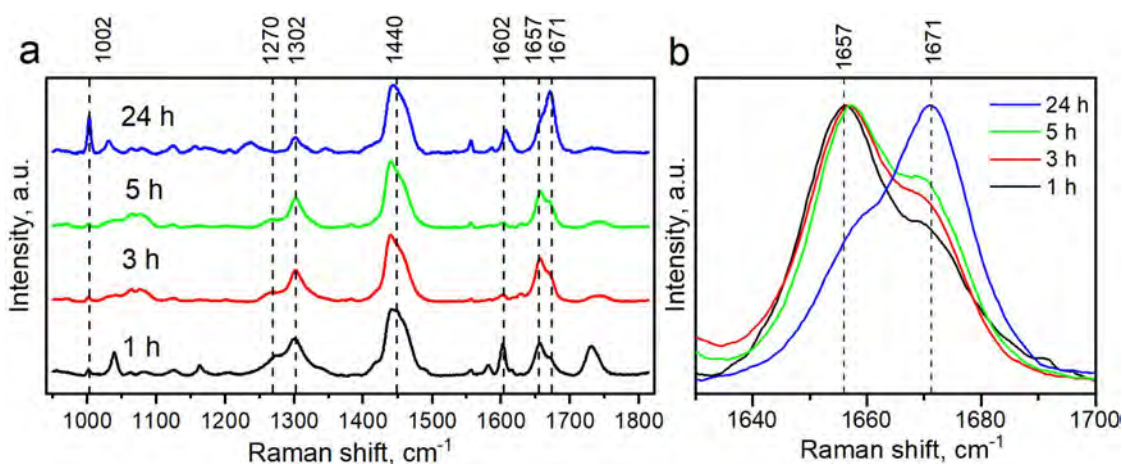 a
1002
1270
1302
1440
1602
1657
1671
24 h
5 h
3 h
1 h
Intensity, a.u.
1000 1100 1200 1300 1400 1500 1600 1700 1800
Raman shift, cm⁻¹
b
1657
1671
24 h
5 h
3 h
1 h
Intensity, a.u.
1640 1660 1680 1700
Raman shift, cm⁻¹